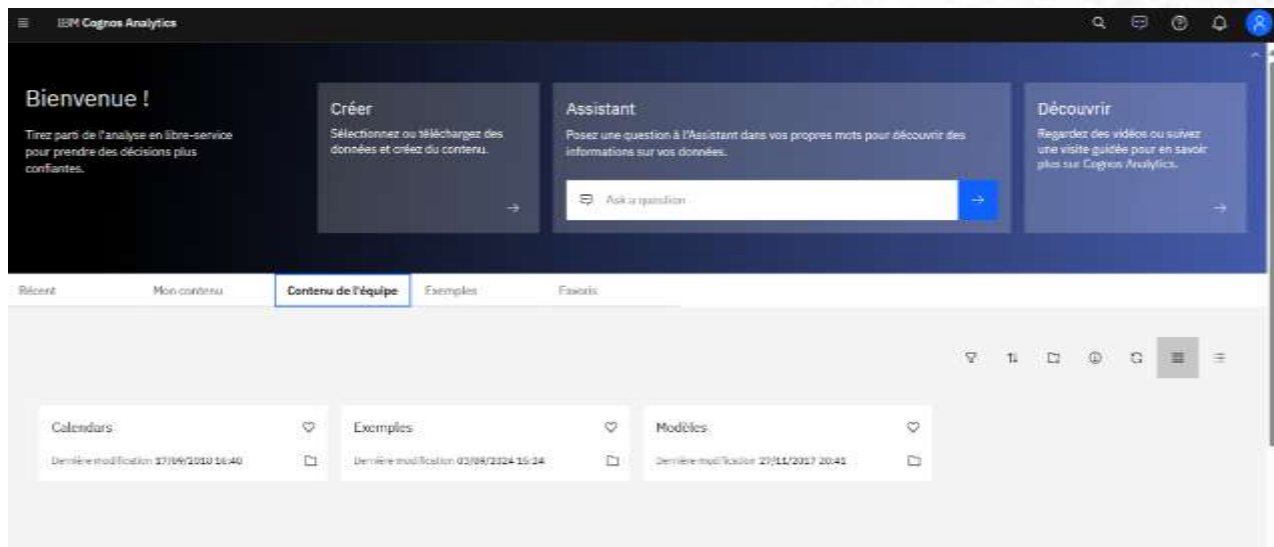 IBM Cognos Analytics
Bienvenue !
Tirez parti de l'analyse en libre-service
pour prendre des décisions plus
confiantes.
Créer
Sélectionnez ou téléchargez des
données et créez du contenu.
Assistant
Posez une question à l'Assistant dans vos propres mots pour découvrir des
informations sur vos données.
Ask a question
Découvrir
Regardez des vidéos ou suivez
une visite guidée pour en savoir
plus sur Cognos Analytics.
Récent
Mon contenu
Contenu de l'équipe
Exemples
Favoris
Calendars
Dernière modification 17/09/2018 16:40
Exemples
Dernière modification 03/09/2024 15:34
Modèles
Dernière modification 27/11/2017 20:41